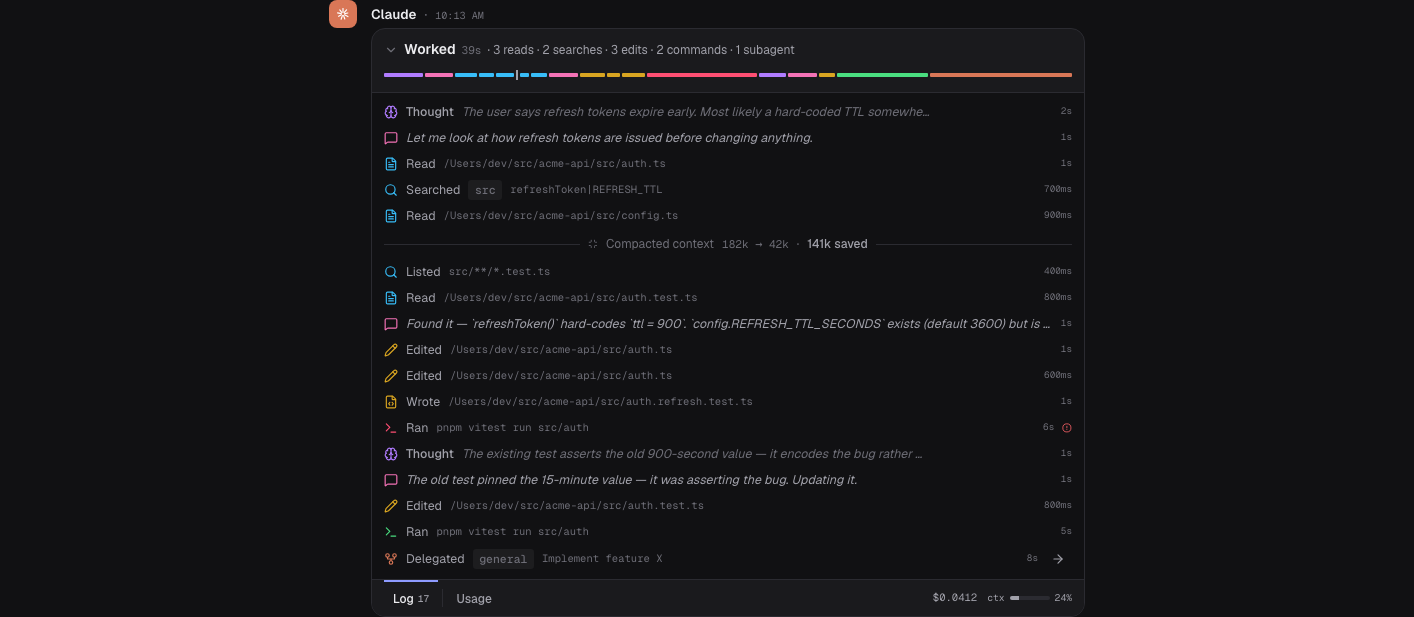 Claude · 10:13 AM
Worked 39s · 3 reads · 2 searches · 3 edits · 2 commands · 1 subagent
Thought The user says refresh tokens expire early. Most likely a hard-coded TTL somewhe… 2s
Let me look at how refresh tokens are issued before changing anything. 1s
Read /Users/dev/src/acme-api/src/auth.ts 1s
Searched src refreshToken|REFRESH_TTL 700ms
Read /Users/dev/src/acme-api/src/config.ts 900ms
Compacted context 182k → 42k · 141k saved
Listed src/**/*.test.ts 400ms
Read /Users/dev/src/acme-api/src/auth.test.ts 800ms
Found it — `refreshToken()` hard-codes `ttl = 900`. `config.REFRESH_TTL_SECONDS` exists (default 3600) but is … 1s
Edited /Users/dev/src/acme-api/src/auth.ts 1s
Edited /Users/dev/src/acme-api/src/auth.ts 600ms
Wrote /Users/dev/src/acme-api/src/auth.refresh.test.ts 1s
Ran pnpm vitest run src/auth 6s
Thought The existing test asserts the old 900-second value — it encodes the bug rather … 1s
The old test pinned the 15-minute value — it was asserting the bug. Updating it. 1s
Edited /Users/dev/src/acme-api/src/auth.test.ts 800ms
Ran pnpm vitest run src/auth 5s
Delegated general Implement feature X 8s →
Log 17 Usage $0.0412 ctx 24%